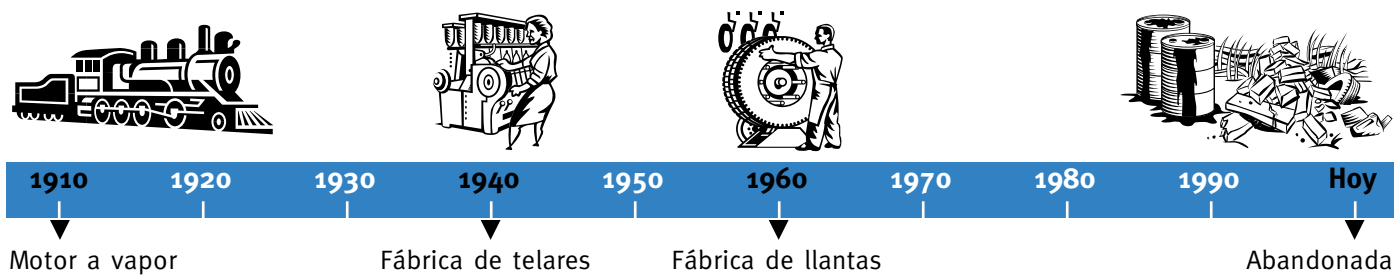 1910 1920 1930 1940 1950 1960 1970 1980 1990 Hoy
Motor a vapor Fábrica de telares Fábrica de llantas Abandonada